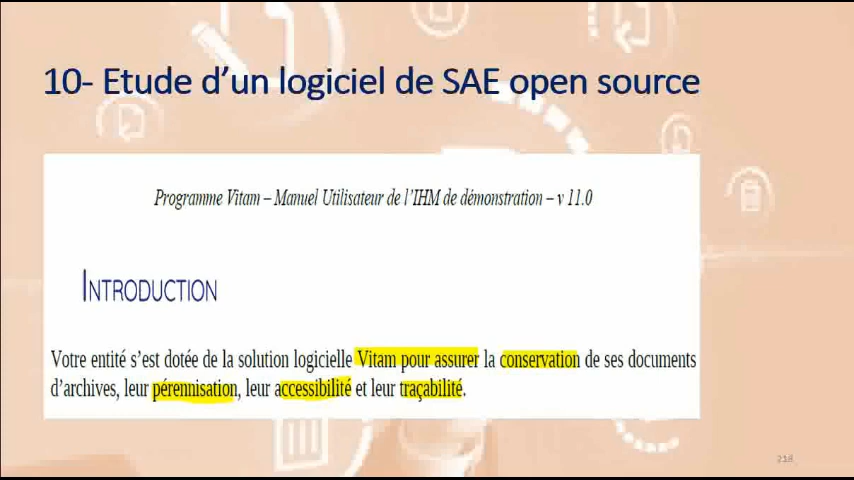 10- Etude d’un logiciel de SAE open source
Programme Vitam – Manuel Utilisateur de l’IHM de démonstration – v 11.0
INTRODUCTION
Votre entité s’est dotée de la solution logicielle Vitam pour assurer la conservation de ses documents
d’archives, leur pérennisation, leur accessibilité et leur traçabilité.
218